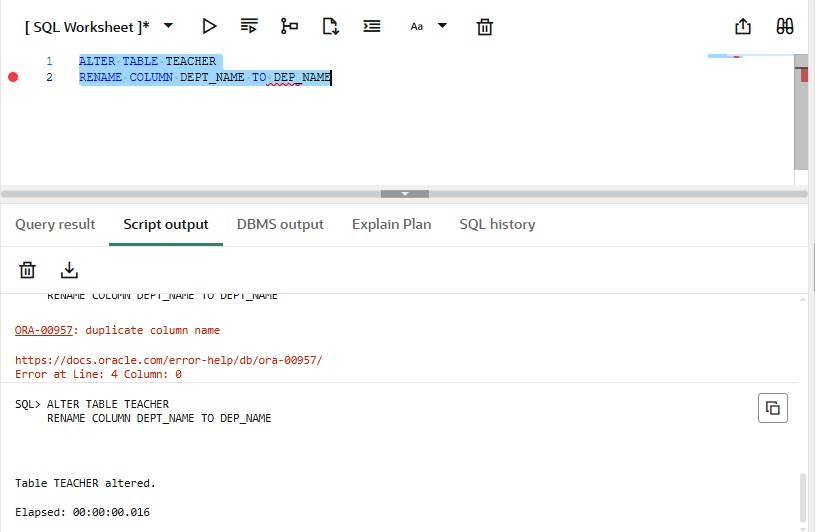 [ SQL Worksheet ]*
Aa
1 ALTER TABLE TEACHER
2 RENAME COLUMN DEPT_NAME TO DEP_NAME
Query result Script output DBMS output Explain Plan SQL history
RENAME COLUMN DEPT_NAME TO DEPT_NAME
ORA-00957: duplicate column name
https://docs.oracle.com/error-help/db/ora-00957/
Error at Line: 4 Column: 0
SQL> ALTER TABLE TEACHER
RENAME COLUMN DEPT_NAME TO DEP_NAME
Table TEACHER altered.
Elapsed: 00:00:00.016